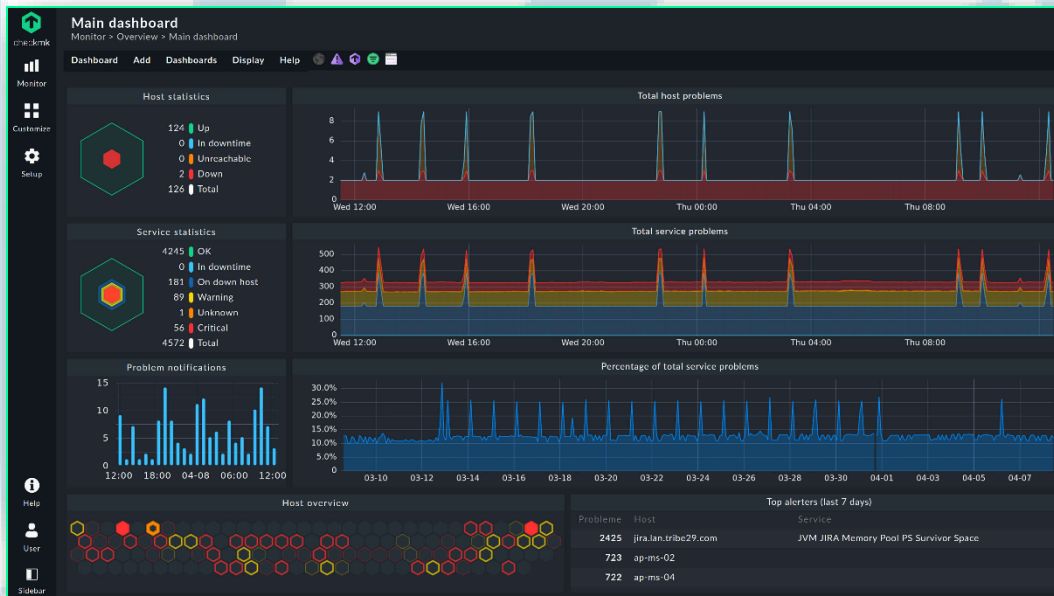 checkmk
Monitor
Customize
Setup
Help
User
Sidebar
Main dashboard
Monitor > Overview > Main dashboard
Dashboard Add Dashboards Display Help
Host statistics
124 Up
0 In downtime
0 Unreachable
2 Down
126 Total
Total host problems
8
6
4
2
0
Wed 12:00 Wed 16:00 Wed 20:00 Thu 00:00 Thu 04:00 Thu 08:00
Service statistics
4245 OK
0 In downtime
181 On down host
89 Warning
1 Unknown
56 Critical
4572 Total
Total service problems
500
400
300
200
100
0
Wed 12:00 Wed 16:00 Wed 20:00 Thu 00:00 Thu 04:00 Thu 08:00
Problem notifications
15
10
5
0
12:00 18:00 04-08 06:00 12:00
Percentage of total service problems
30.0%
25.0%
20.0%
15.0%
10.0%
5.0%
0
03-10 03-12 03-14 03-16 03-18 03-20 03-22 03-24 03-26 03-28 03-30 04-01 04-03 04-05 04-07
Host overview
Top alerters (last 7 days)
Probleme Host Service
2425 jira.lan.tribe29.com JVM JIRA Memory Pool PS Survivor Space
723 ap-ms-02
722 ap-ms-04